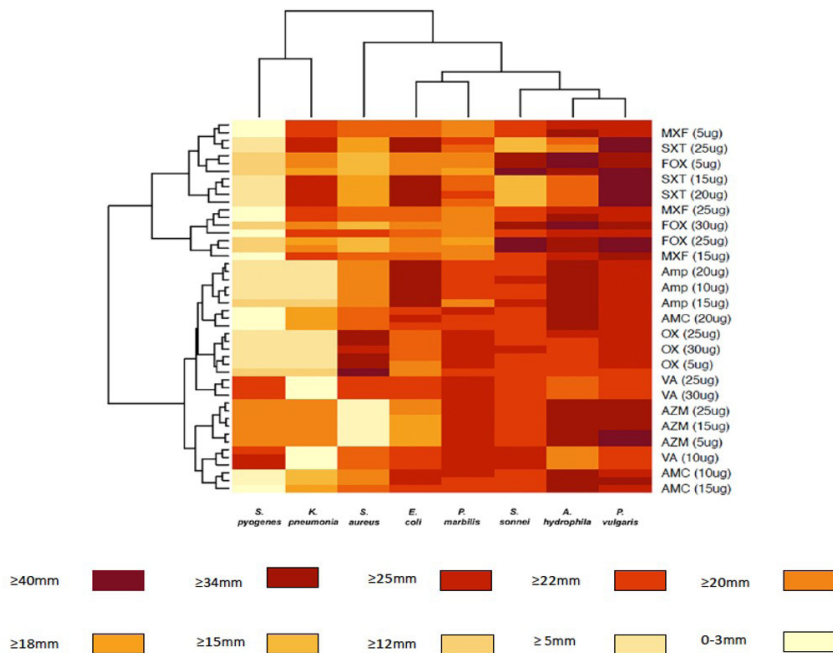 MXF (5ug)
SXT (25ug)
FOX (5ug)
SXT (15ug)
SXT (20ug)
MXF (25ug)
FOX (30ug)
FOX (25ug)
MXF (15ug)
Amp (20ug)
Amp (10ug)
Amp (15ug)
AMC (20ug)
OX (25ug)
OX (30ug)
OX (5ug)
VA (25ug)
VA (30ug)
AZM (25ug)
AZM (15ug)
AZM (5ug)
VA (10ug)
AMC (10ug)
AMC (15ug)
S. K. S. E. P. S. A. P.
pyogenes pneumonia aureus coli marbilis sonnei hydrophila vulgaris
≥40mm ≥34mm ≥25mm ≥22mm ≥20mm
≥18mm ≥15mm ≥12mm ≥ 5mm 0-3mm